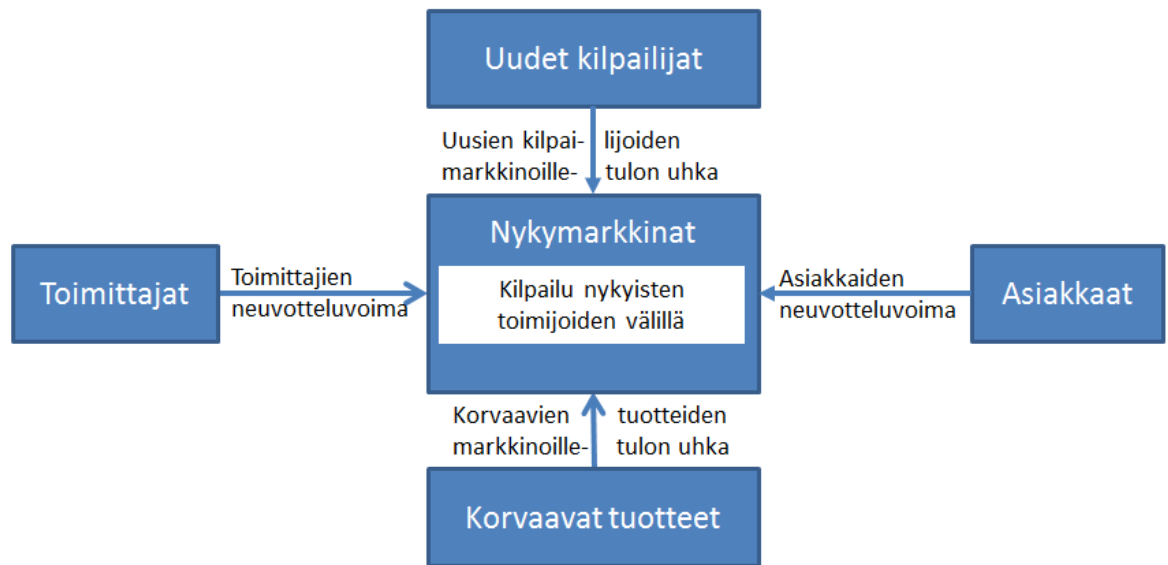 Uudet kilpailijat
Uusien kilpai- lijoiden
markkinoille- tulon uhka
Nykymarkkinat
Kilpailu nykyisten
toimijoiden välillä
Toimittajat
Toimittajien
neuvotteluvoima
Asiakkaiden
neuvotteluvoima
Asiakkaat
Korvaavien tuotteiden
markkinoille- tulon uhka
Korvaavat tuotteet